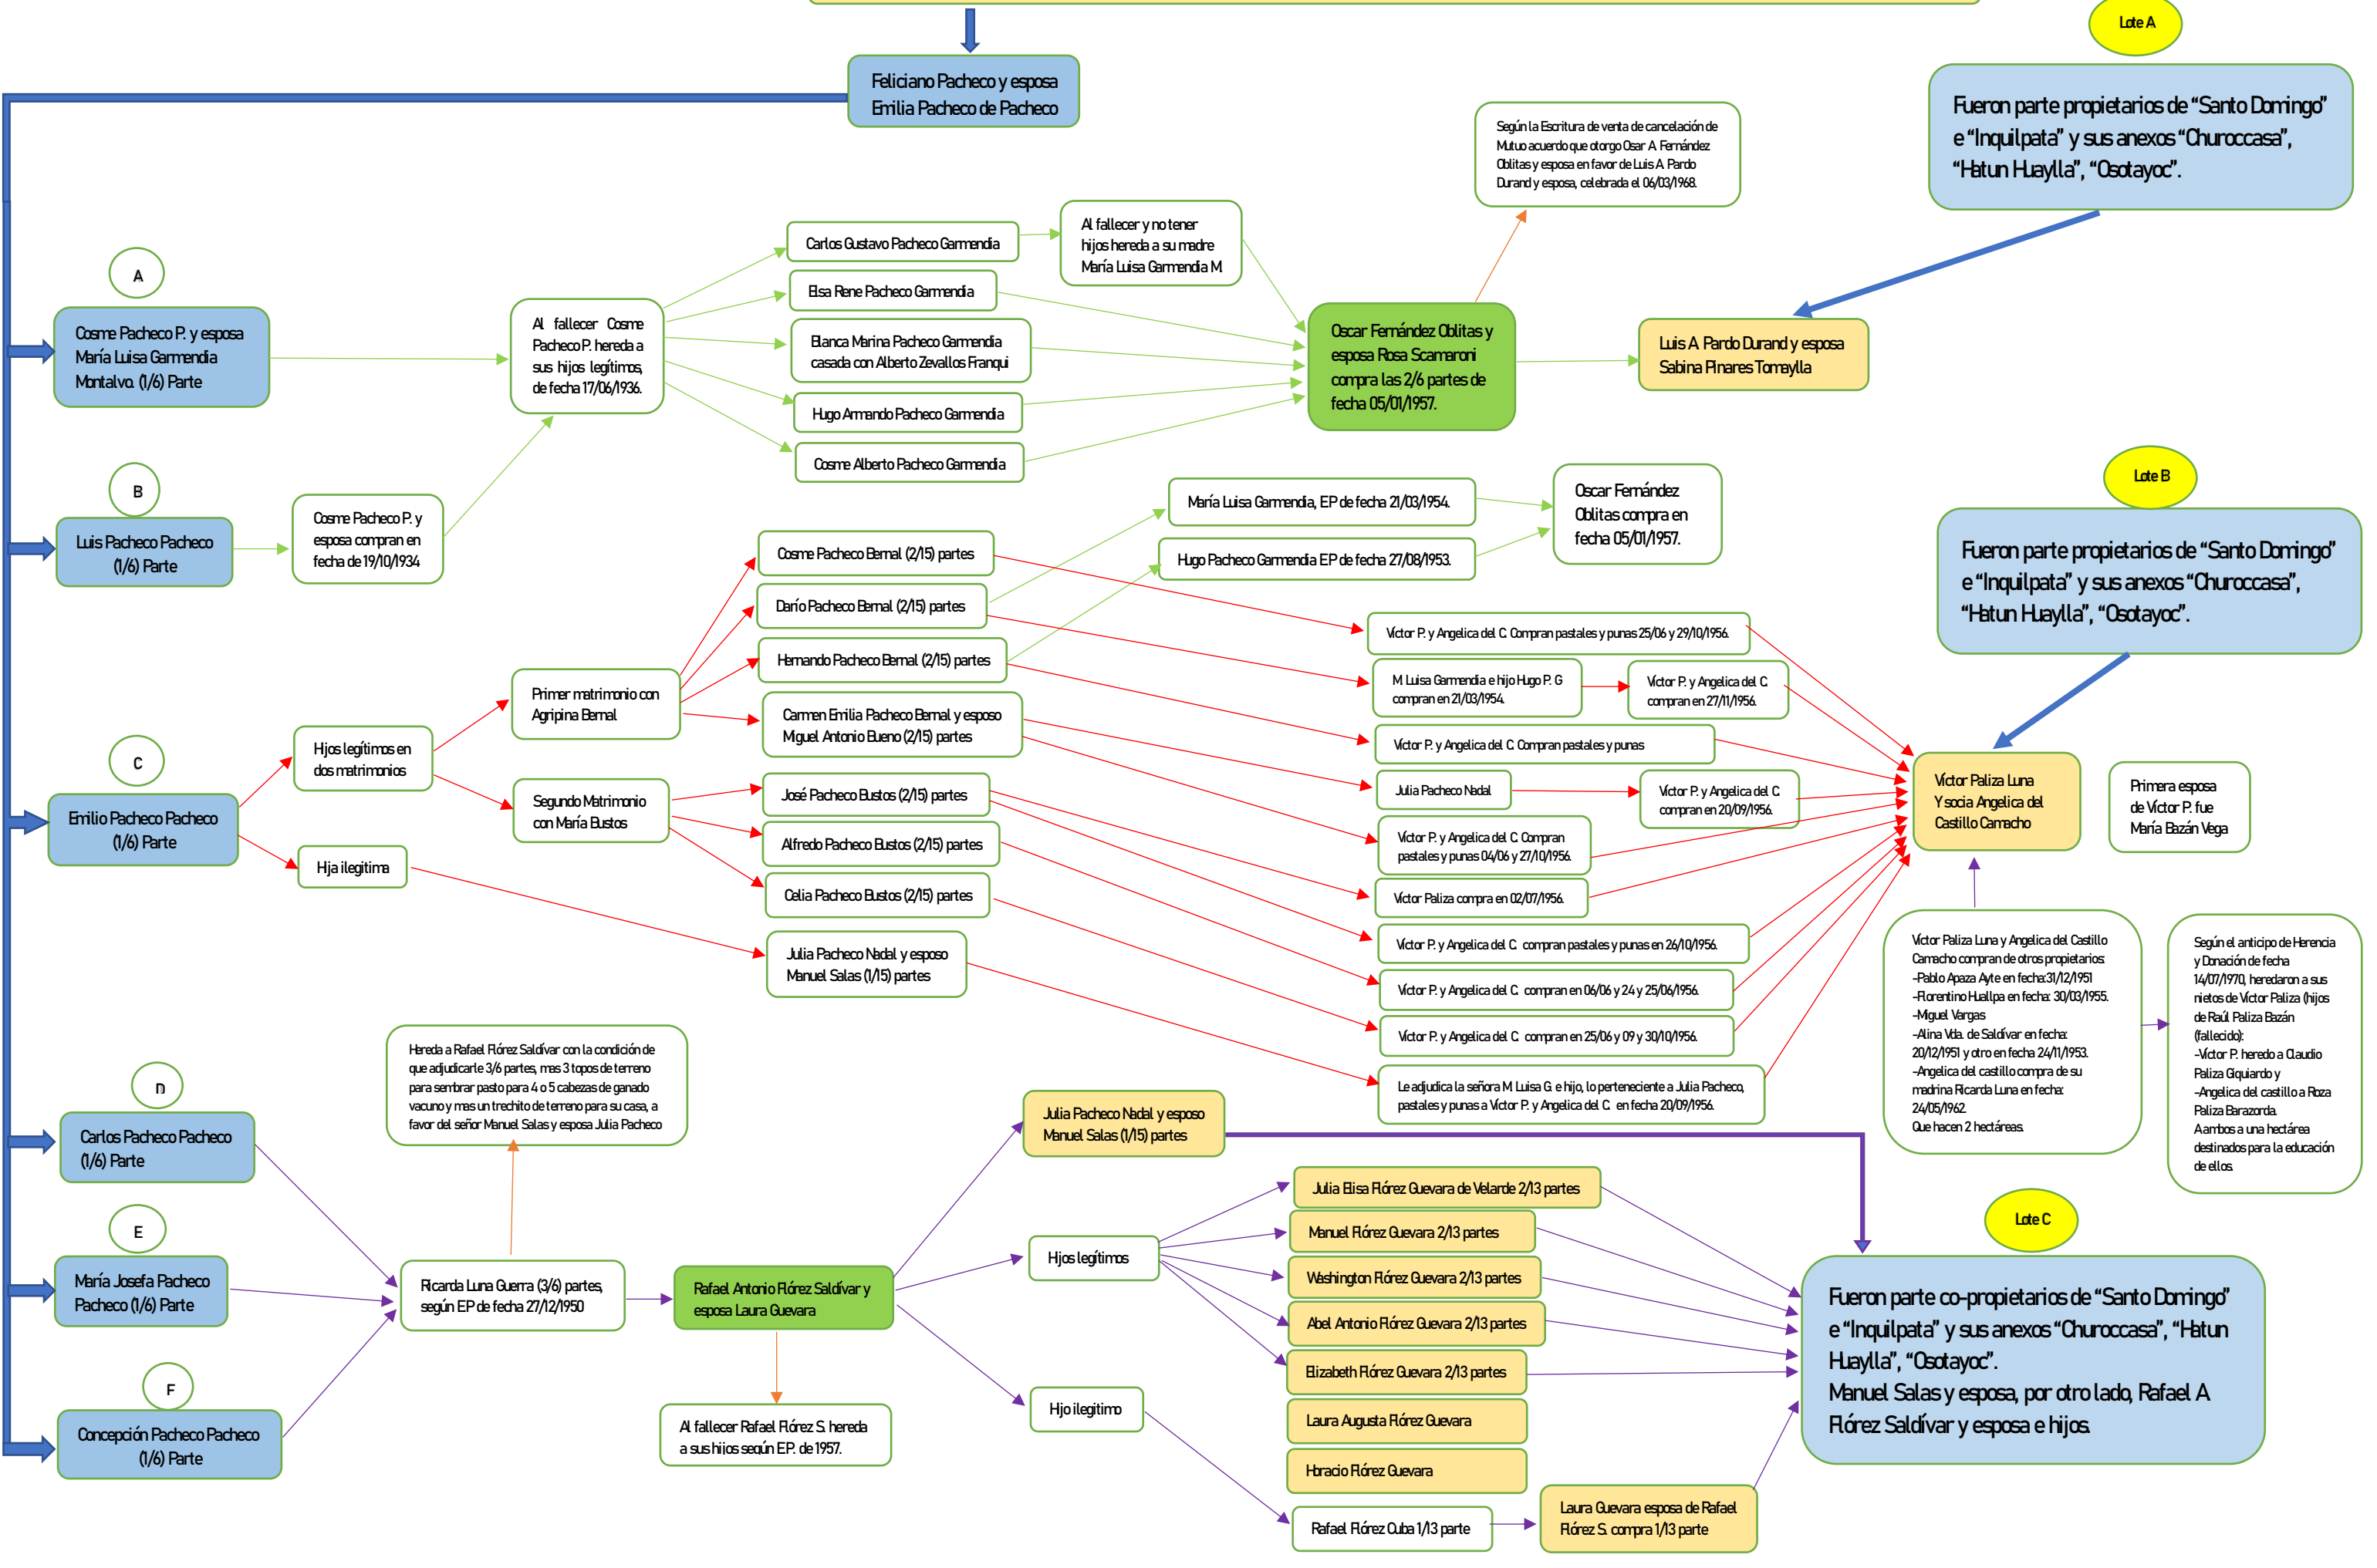 Lote A
Feliciano Pacheco y esposa
Emilia Pacheco de Pacheco
Fueron parte propietarios de “Santo Domingo”
e “Inquilpata” y sus anexos “Churoccasa”,
“Hatun Huaylla”, “Osotayoc”.
Según la Escritura de venta de cancelación de
Mutuo acuerdo que otorgo Osar A. Fernández
Oblitas y esposa en favor de Luis A. Pardo
Durand y esposa, celebrada el 06/03/1968.
A
Cosme Pacheco P. y esposa
María Luisa Garmendia
Montalvo. (1/6) Parte
Al fallecer Cosme
Pacheco P. hereda a
sus hijos legítimos,
de fecha 17/06/1936.
Carlos Gustavo Pacheco Garmendia
Al fallecer y no tener
hijos hereda a su madre
María Luisa Garmendia M.
Elsa Rene Pacheco Garmendia
Blanca Marina Pacheco Garmendia
casada con Alberto Zevallos Franqui
Hugo Armando Pacheco Garmendia
Cosme Alberto Pacheco Garmendia
Oscar Fernández Oblitas y
esposa Rosa Scamaroni
compra las 2/6 partes de
fecha 05/01/1957.
Luis A. Pardo Durand y esposa
Sabina Pinares Tomaylla
B
Luis Pacheco Pacheco
(1/6) Parte
Cosme Pacheco P. y
esposa compran en
fecha de 19/10/1934
María Luisa Garmendia, EP de fecha 21/03/1954.
Hugo Pacheco Garmendia EP de fecha 27/08/1953.
Oscar Fernández
Oblitas compra en
fecha 05/01/1957.
Lote B
Fueron parte propietarios de “Santo Domingo”
e “Inquilpata” y sus anexos “Churoccasa”,
“Hatun Huaylla”, “Osotayoc”.
C
Emilio Pacheco Pacheco
(1/6) Parte
Hijos legítimos en
dos matrimonios
Hija ilegitima
Primer matrimonio con
Agripina Bernal
Segundo Matrimonio
con María Bustos
Cosme Pacheco Bernal (2/15) partes
Darío Pacheco Bernal (2/15) partes
Hernando Pacheco Bernal (2/15) partes
Carmen Emilia Pacheco Bernal y esposo
Miguel Antonio Bueno (2/15) partes
José Pacheco Bustos (2/15) partes
Alfredo Pacheco Bustos (2/15) partes
Celia Pacheco Bustos (2/15) partes
Julia Pacheco Nadal y esposo
Manuel Salas (1/15) partes
Víctor P. y Angelica del C. Compran pastales y punas 25/06 y 29/10/1956.
M. Luisa Garmendia e hijo Hugo P. G
compran en 21/03/1954.
Víctor P. y Angelica del C.
compran en 27/11/1956.
Víctor P. y Angelica del C. Compran pastales y punas
Julia Pacheco Nadal
Víctor P. y Angelica del C.
compran en 20/09/1956.
Víctor P. y Angelica del C. Compran
pastales y punas 04/06 y 27/10/1956.
Víctor Paliza compra en 02/07/1956.
Víctor P. y Angelica del C. compran pastales y punas en 26/10/1956.
Víctor P. y Angelica del C. compran en 06/06 y 24 y 25/06/1956.
Víctor P. y Angelica del C. compran en 25/06 y 09 y 30/10/1956.
Le adjudica la señora M. Luisa G. e hijo, lo perteneciente a Julia Pacheco,
pastales y punas a Víctor P. y Angelica del C. en fecha 20/09/1956.
Víctor Paliza Luna
Y socia Angelica del
Castillo Camacho
Primera esposa
de Víctor P. fue
María Bazán Vega
Víctor Paliza Luna y Angelica del Castillo
Camacho compran de otros propietarios:
-Pablo Apaza Ayte en fecha:31/12/1951
-Florentino Huallpa en fecha: 30/03/1955.
-Miguel Vargas
-Alina Vda. de Saldívar en fecha:
20/12/1951 y otro en fecha 24/11/1953.
-Angelica del castillo compra de su
madrina Ricarda Luna en fecha:
24/05/1962.
Que hacen 2 hectáreas.
Según el anticipo de Herencia
y Donación de fecha
14/07/1970, heredaron a sus
nietos de Víctor Paliza (hijos
de Raúl Paliza Bazán
(fallecido):
-Víctor P. heredo a Claudio
Paliza Giquiardo y
-Angelica del castillo a Roza
Paliza Barazorda.
A ambos a una hectárea
destinados para la educación
de ellos.
D
Carlos Pacheco Pacheco
(1/6) Parte
Hereda a Rafael Flórez Saldívar con la condición de
que adjudicarle 3/6 partes, mas 3 topos de terreno
para sembrar pasto para 4 o 5 cabezas de ganado
vacuno y mas un trechito de terreno para su casa, a
favor del señor Manuel Salas y esposa Julia Pacheco
E
María Josefa Pacheco
Pacheco (1/6) Parte
F
Concepción Pacheco Pacheco
(1/6) Parte
Ricarda Luna Guerra (3/6) partes,
según EP de fecha 27/12/1950
Rafael Antonio Flórez Saldívar y
esposa Laura Guevara
Al fallecer Rafael Flórez S. hereda
a sus hijos según EP. de 1957.
Julia Pacheco Nadal y esposo
Manuel Salas (1/15) partes
Hijos legítimos
Hijo ilegitimo
Julia Elisa Flórez Guevara de Velarde 2/13 partes
Manuel Flórez Guevara 2/13 partes
Washington Flórez Guevara 2/13 partes
Abel Antonio Flórez Guevara 2/13 partes
Elizabeth Flórez Guevara 2/13 partes
Laura Augusta Flórez Guevara
Horacio Flórez Guevara
Rafael Flórez Cuba 1/13 parte
Laura Guevara esposa de Rafael
Flórez S. compra 1/13 parte
Lote C
Fueron parte co-propietarios de “Santo Domingo”
e “Inquilpata” y sus anexos “Churoccasa”, “Hatun
Huaylla”, “Osotayoc”.
Manuel Salas y esposa, por otro lado, Rafael A.
Flórez Saldívar y esposa e hijos.